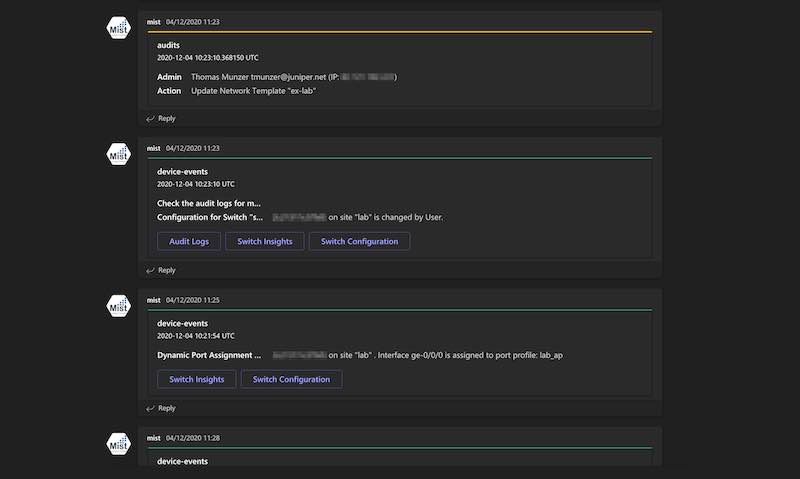 Mist
mist 04/12/2020 11:23
audits
2020-12-04 10:23:10.368150 UTC
Admin Thomas Munzer tmunzer@juniper.net (IP: )
Action Update Network Template "ex-lab"
Reply
Mist
mist 04/12/2020 11:23
device-events
2020-12-04 10:23:10 UTC
Check the audit logs for m...
Configuration for Switch "s... on site "lab" is changed by User.
Audit Logs Switch Insights Switch Configuration
Reply
Mist
mist 04/12/2020 11:25
device-events
2020-12-04 10:21:54 UTC
Dynamic Port Assignment ... on site "lab" . Interface ge-0/0/0 is assigned to port profile: lab_ap
Switch Insights Switch Configuration
Reply
Mist
mist 04/12/2020 11:28
device-events